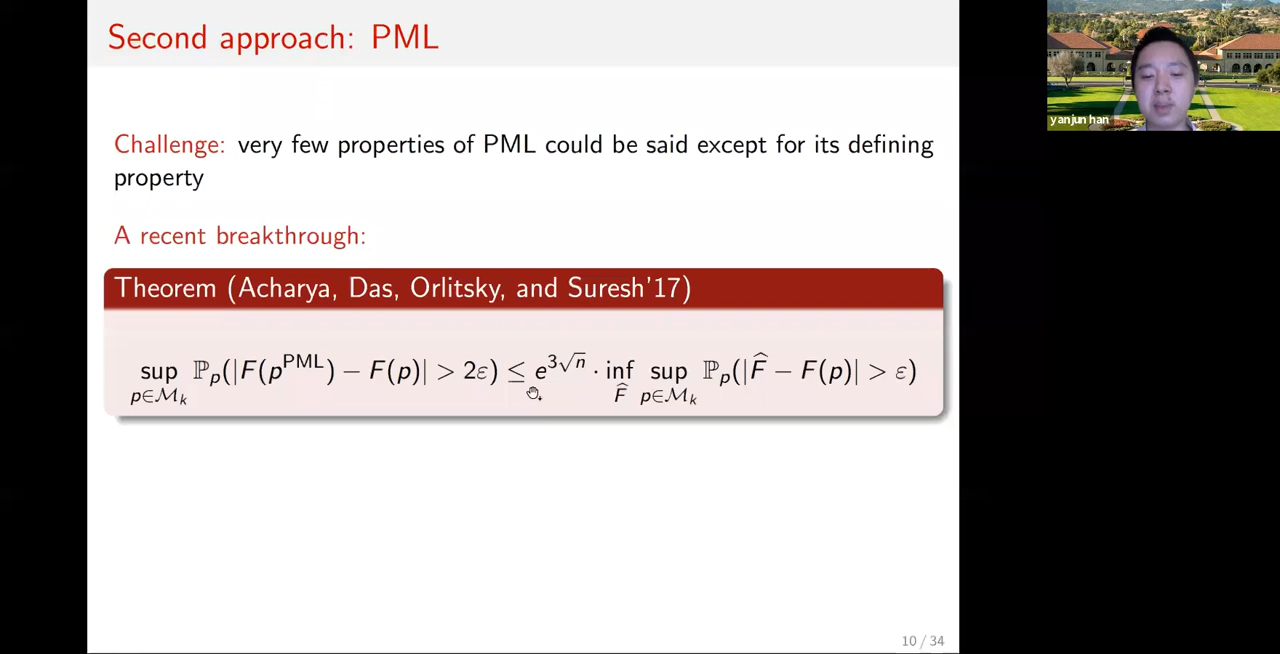 Second approach: PML
yanjun han
Challenge: very few properties of PML could be said except for its defining
property
A recent breakthrough:
Theorem (Acharya, Das, Orlitsky, and Suresh'17)
sup_{p∈ℳ_k} ℙ_p(|F(p^{PML}) − F(p)| > 2ε) ≤ e^{3√n} · inf_{F̂} sup_{p∈ℳ_k} ℙ_p(|F̂ − F(p)| > ε)
10 / 34